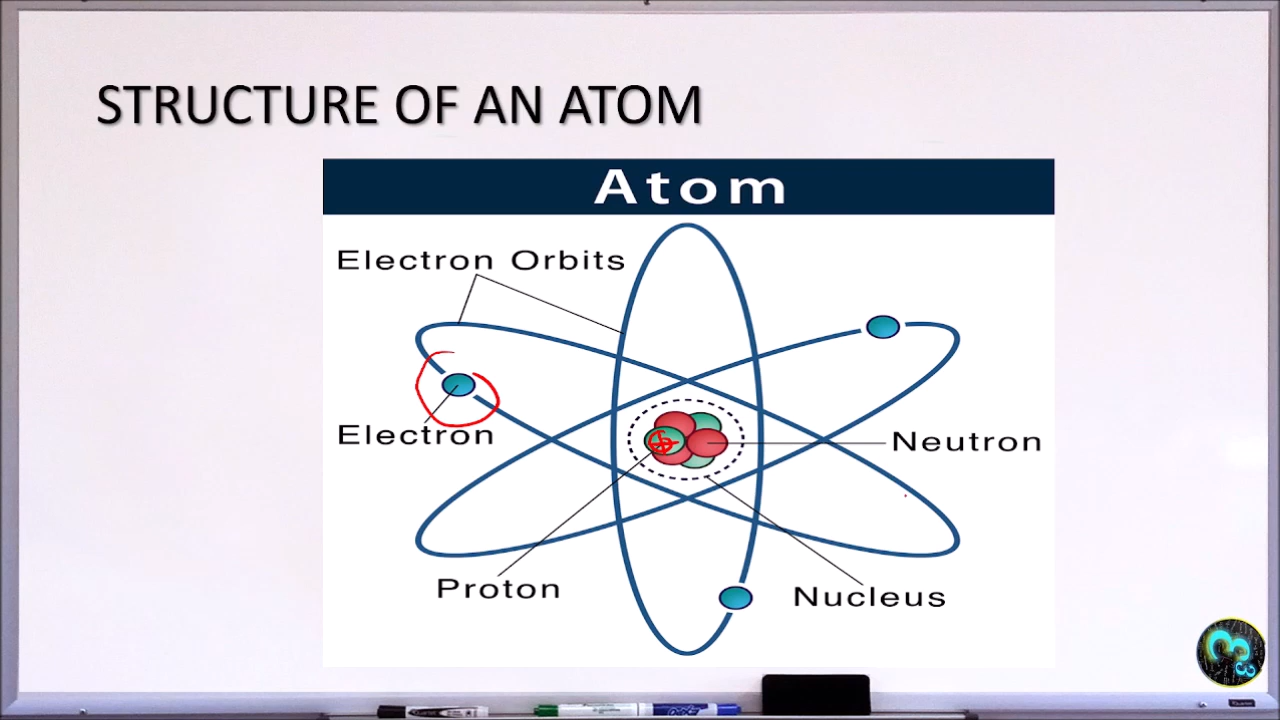 STRUCTURE OF AN ATOM
Atom
Electron Orbits
Electron
Neutron
Proton
Nucleus